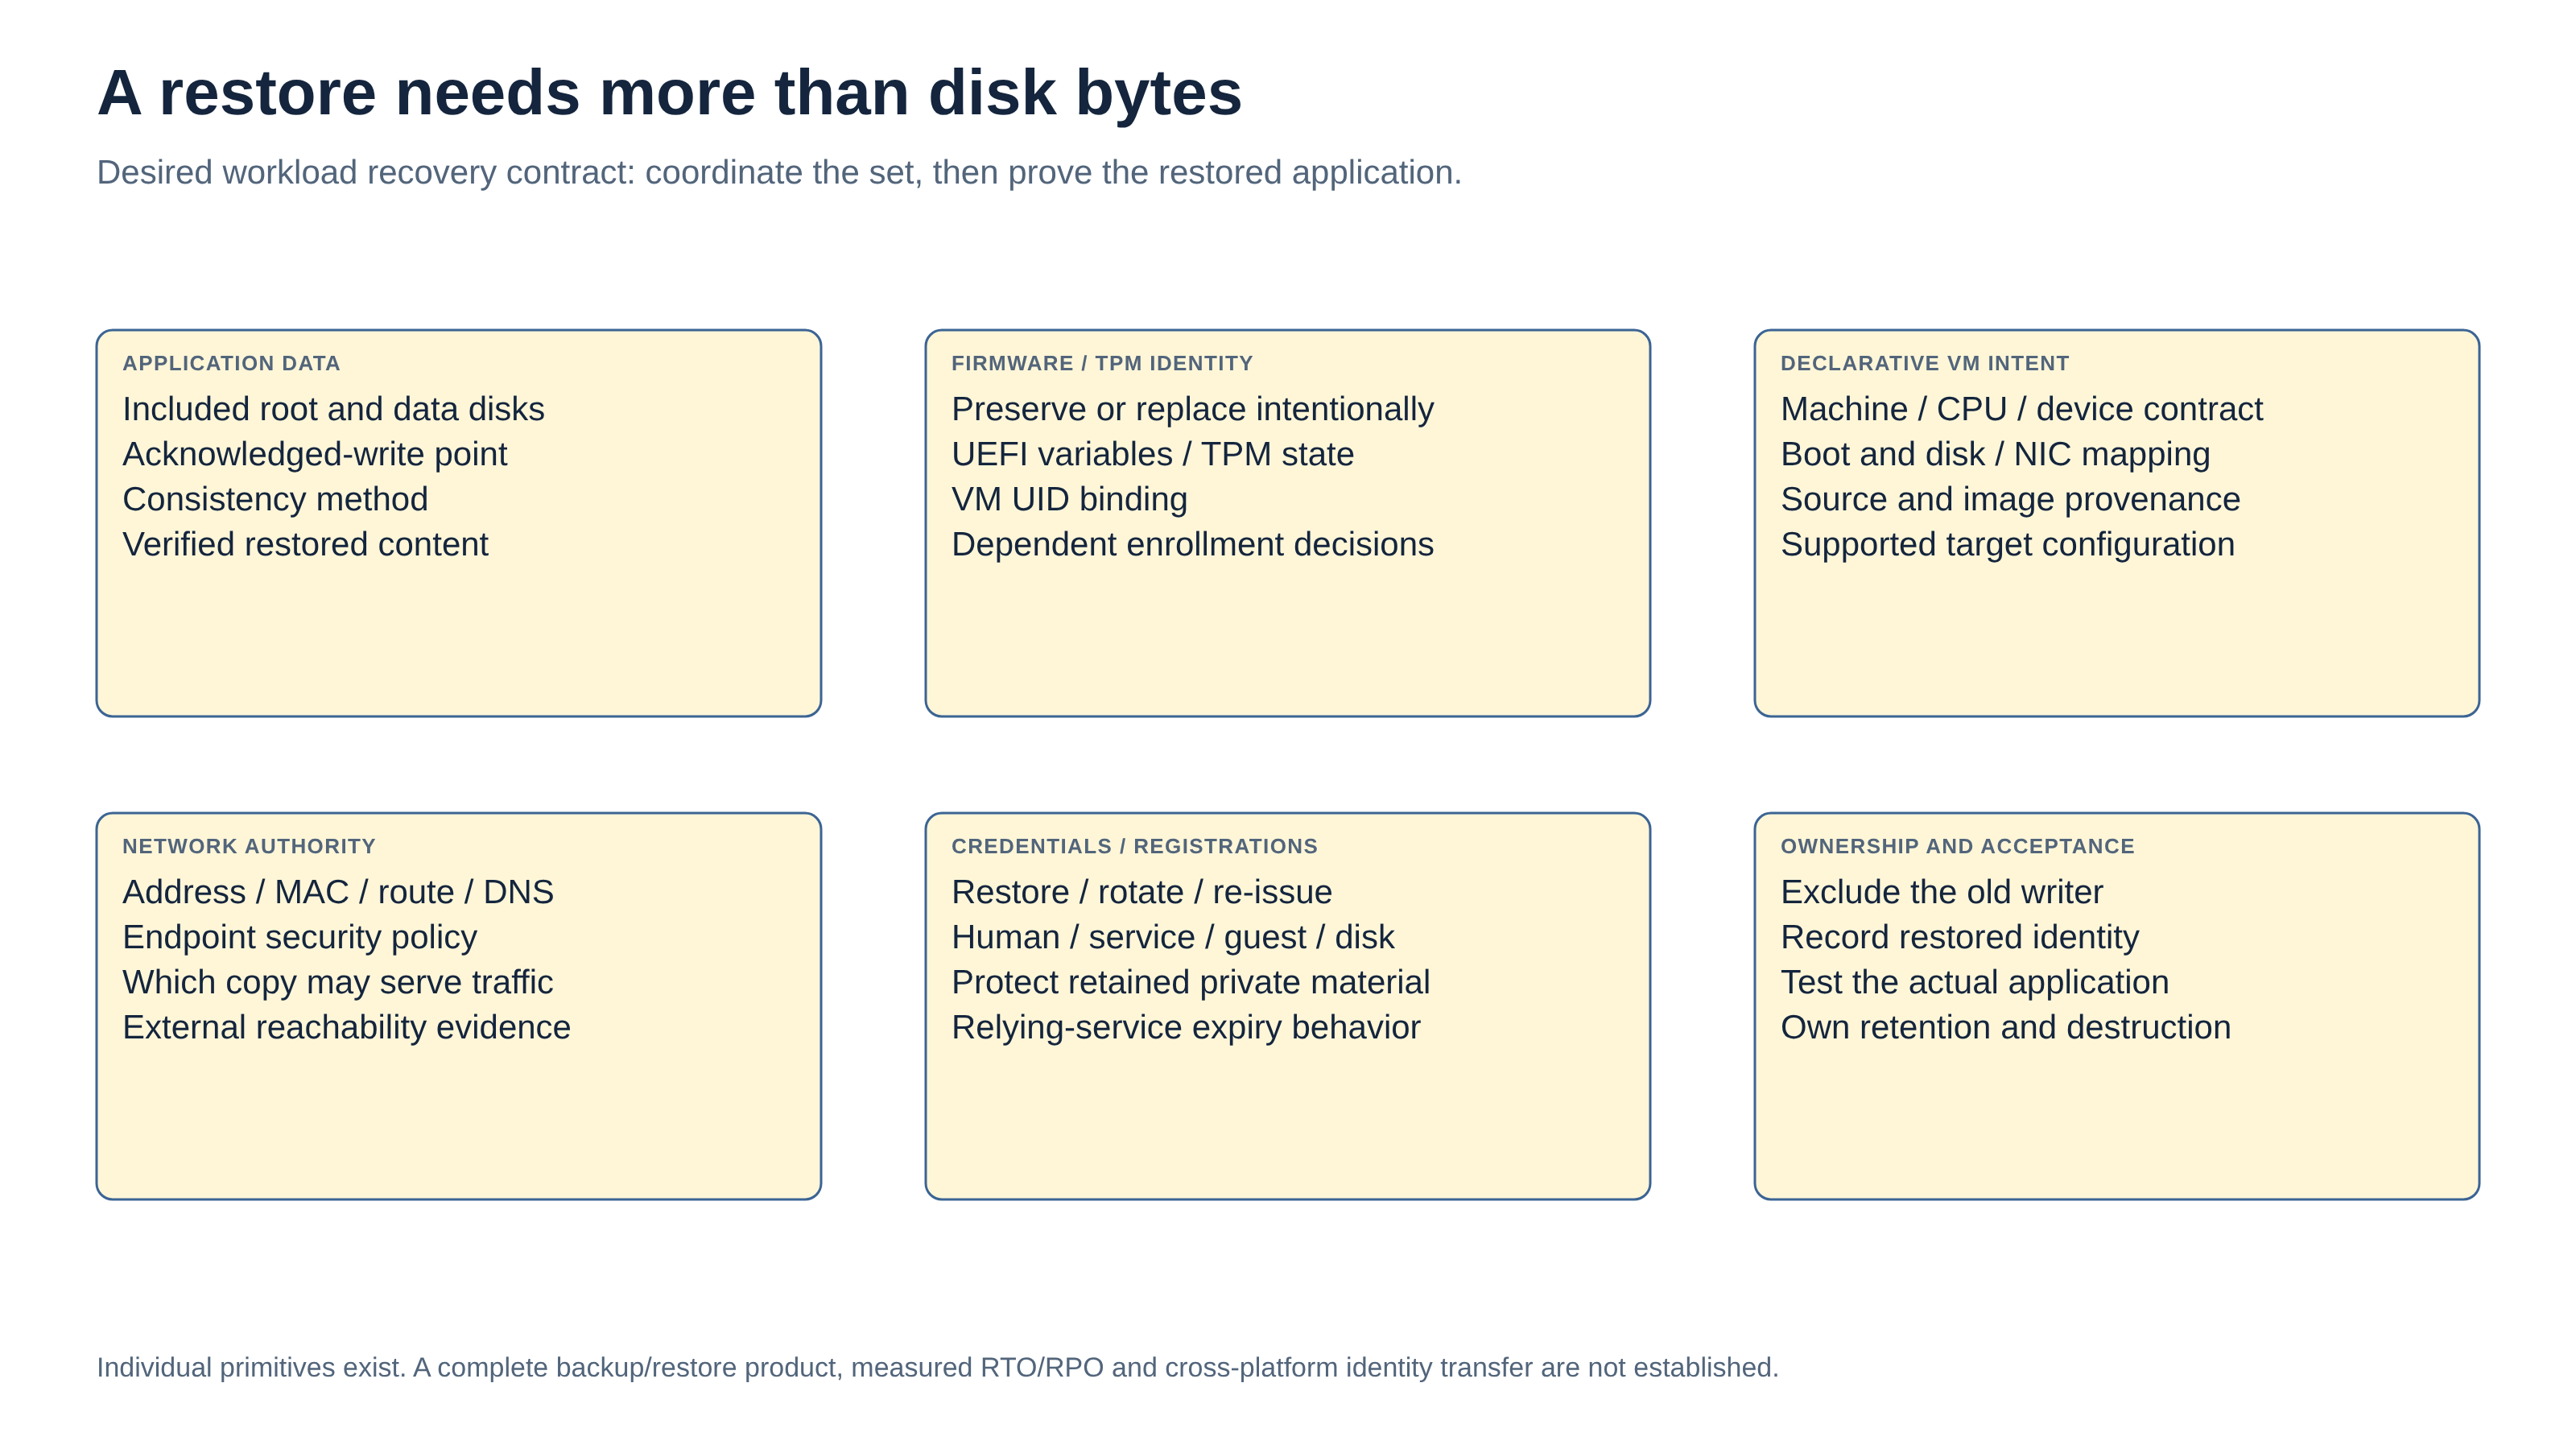 A restore needs more than disk bytes
Desired workload recovery contract: coordinate the set, then prove the restored application.
APPLICATION DATA
Included root and data disks
Acknowledged-write point
Consistency method
Verified restored content
FIRMWARE / TPM IDENTITY
Preserve or replace intentionally
UEFI variables / TPM state
VM UID binding
Dependent enrollment decisions
DECLARATIVE VM INTENT
Machine / CPU / device contract
Boot and disk / NIC mapping
Source and image provenance
Supported target configuration
NETWORK AUTHORITY
Address / MAC / route / DNS
Endpoint security policy
Which copy may serve traffic
External reachability evidence
CREDENTIALS / REGISTRATIONS
Restore / rotate / re-issue
Human / service / guest / disk
Protect retained private material
Relying-service expiry behavior
OWNERSHIP AND ACCEPTANCE
Exclude the old writer
Record restored identity
Test the actual application
Own retention and destruction
Individual primitives exist. A complete backup/restore product, measured RTO/RPO and cross-platform identity transfer are not established.